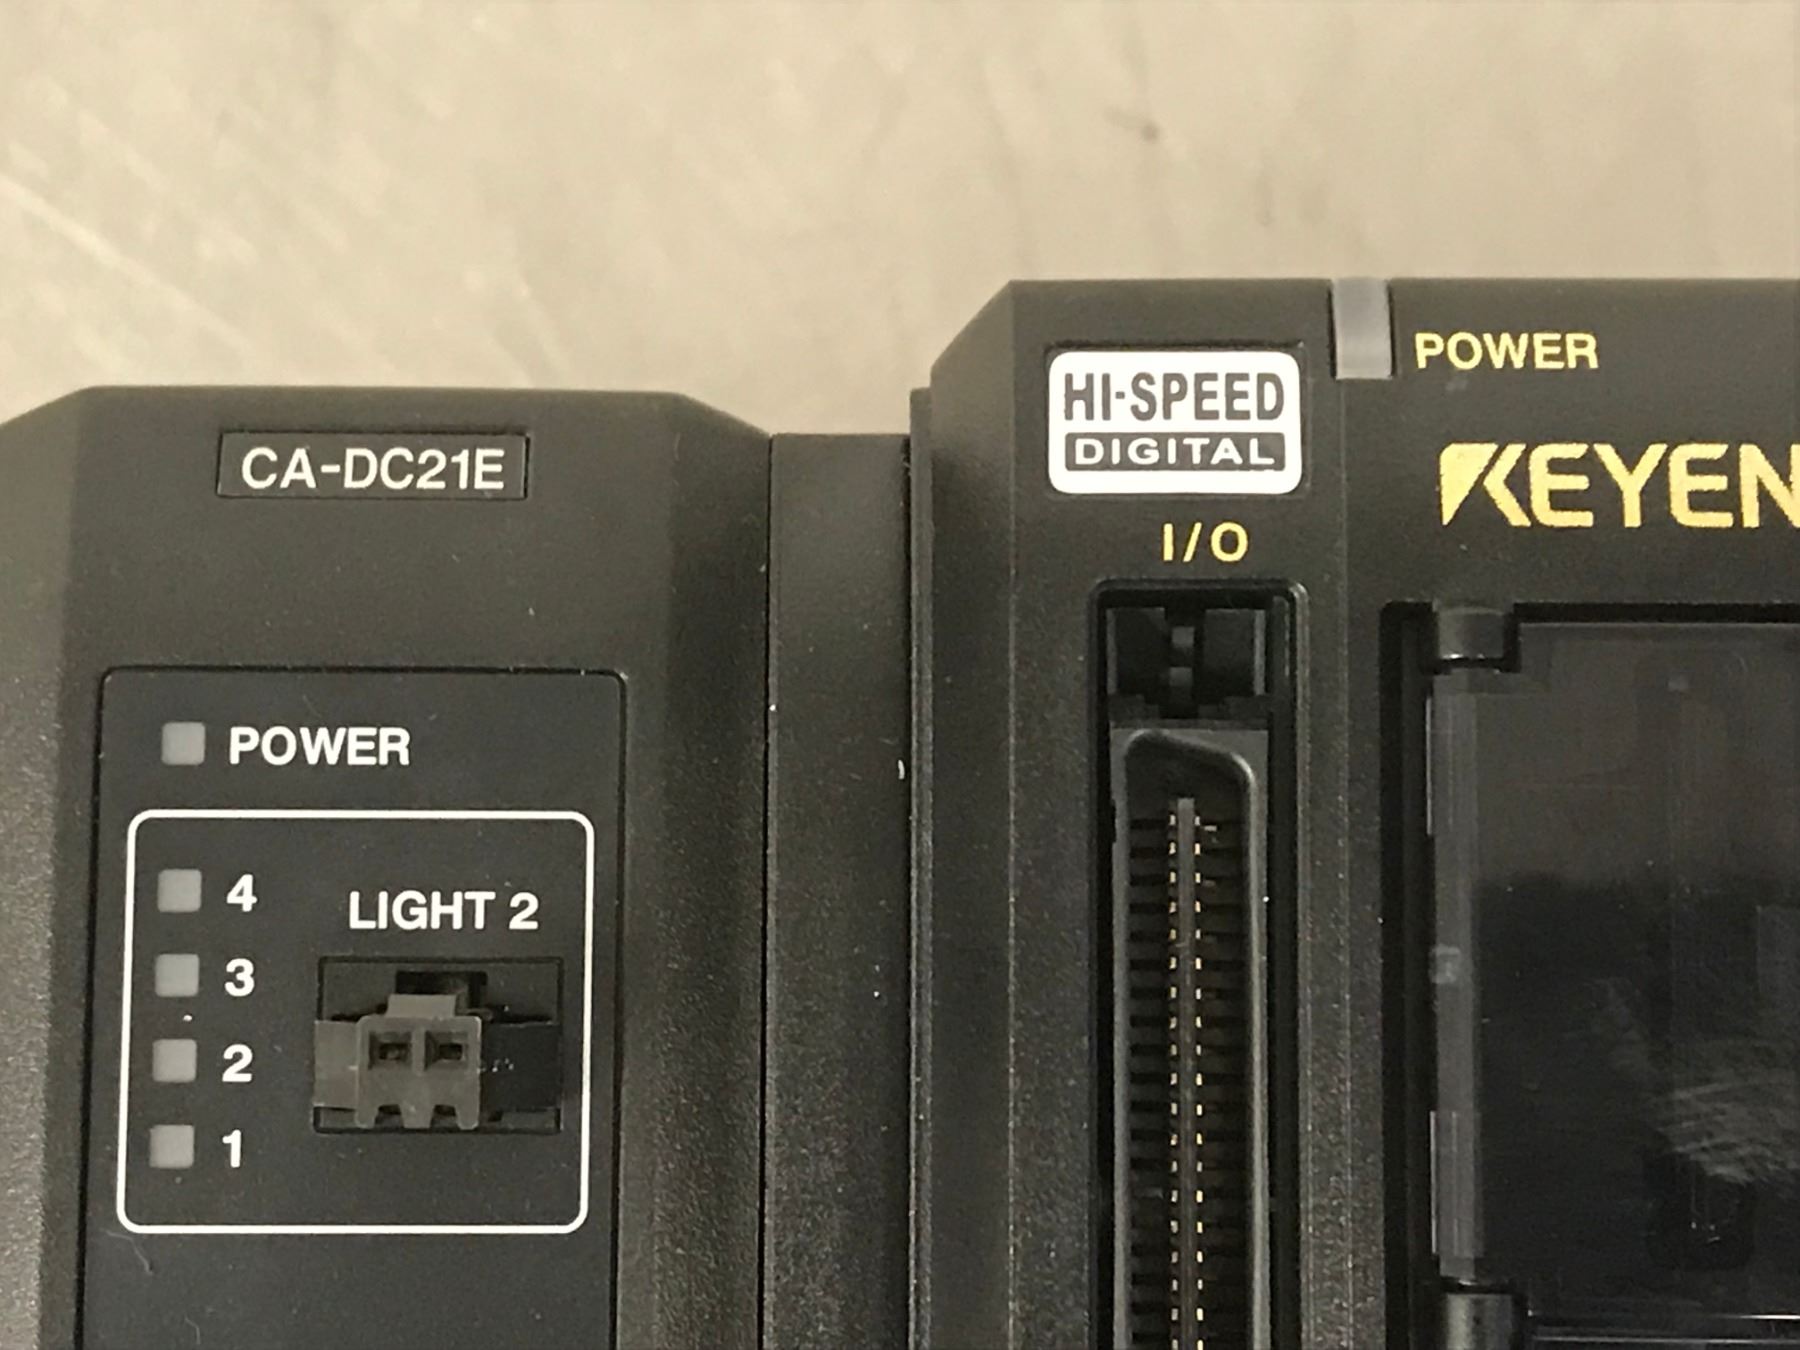 CA-DC21E
POWER
4
3
2
1
LIGHT 2
HI-SPEED
DIGITAL
I/O
POWER
KEYEN